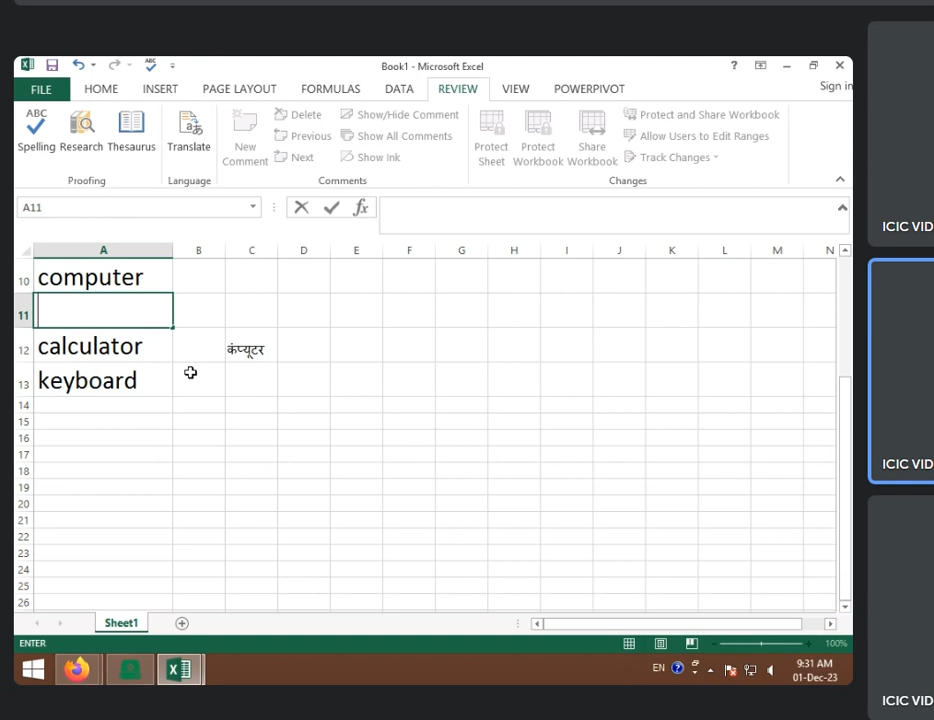 Book1 - Microsoft Excel
?
FILE
HOME
INSERT
PAGE LAYOUT
FORMULAS
DATA
REVIEW
VIEW
POWERPIVOT
Sign in
ABC
Spelling
Research
Thesaurus
Proofing
Translate
Language
New
Comment
Delete
Previous
Next
Show/Hide Comment
Show All Comments
Show Ink
Comments
Protect
Sheet
Protect
Workbook
Share
Workbook
Protect and Share Workbook
Allow Users to Edit Ranges
Track Changes
Changes
A11
fx
A B C D E F G H I J K L M N
10 computer
11
12 calculator कंप्यूटर
13 keyboard
14
15
16
17
18
19
20
21
22
23
24
25
26
Sheet1
ENTER
100%
EN
9:31 AM
01-Dec-23
ICIC VID
ICIC VID
ICIC VID